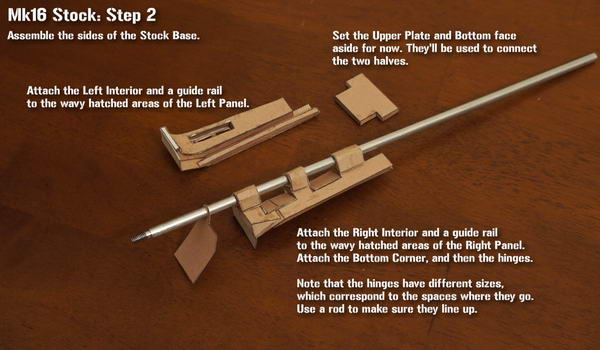 Mk16 Stock: Step 2
Assemble the sides of the Stock Base.
Set the Upper Plate and Bottom face
aside for now. They'll be used to connect
the two halves.
Attach the Left Interior and a guide rail
to the wavy hatched areas of the Left Panel.
Attach the Right Interior and a guide rail
to the wavy hatched areas of the Right Panel.
Attach the Bottom Corner, and then the hinges.
Note that the hinges have different sizes,
which correspond to the spaces where they go.
Use a rod to make sure they line up.